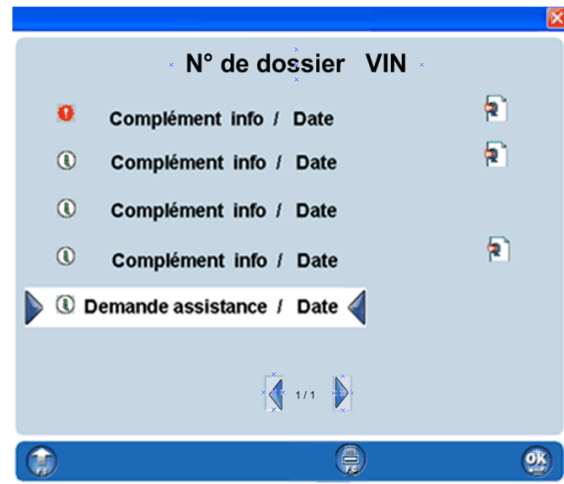 N° de dossier VIN
Complément info / Date
Complément info / Date
Complément info / Date
Complément info / Date
Demande assistance / Date
1 / 1
OK